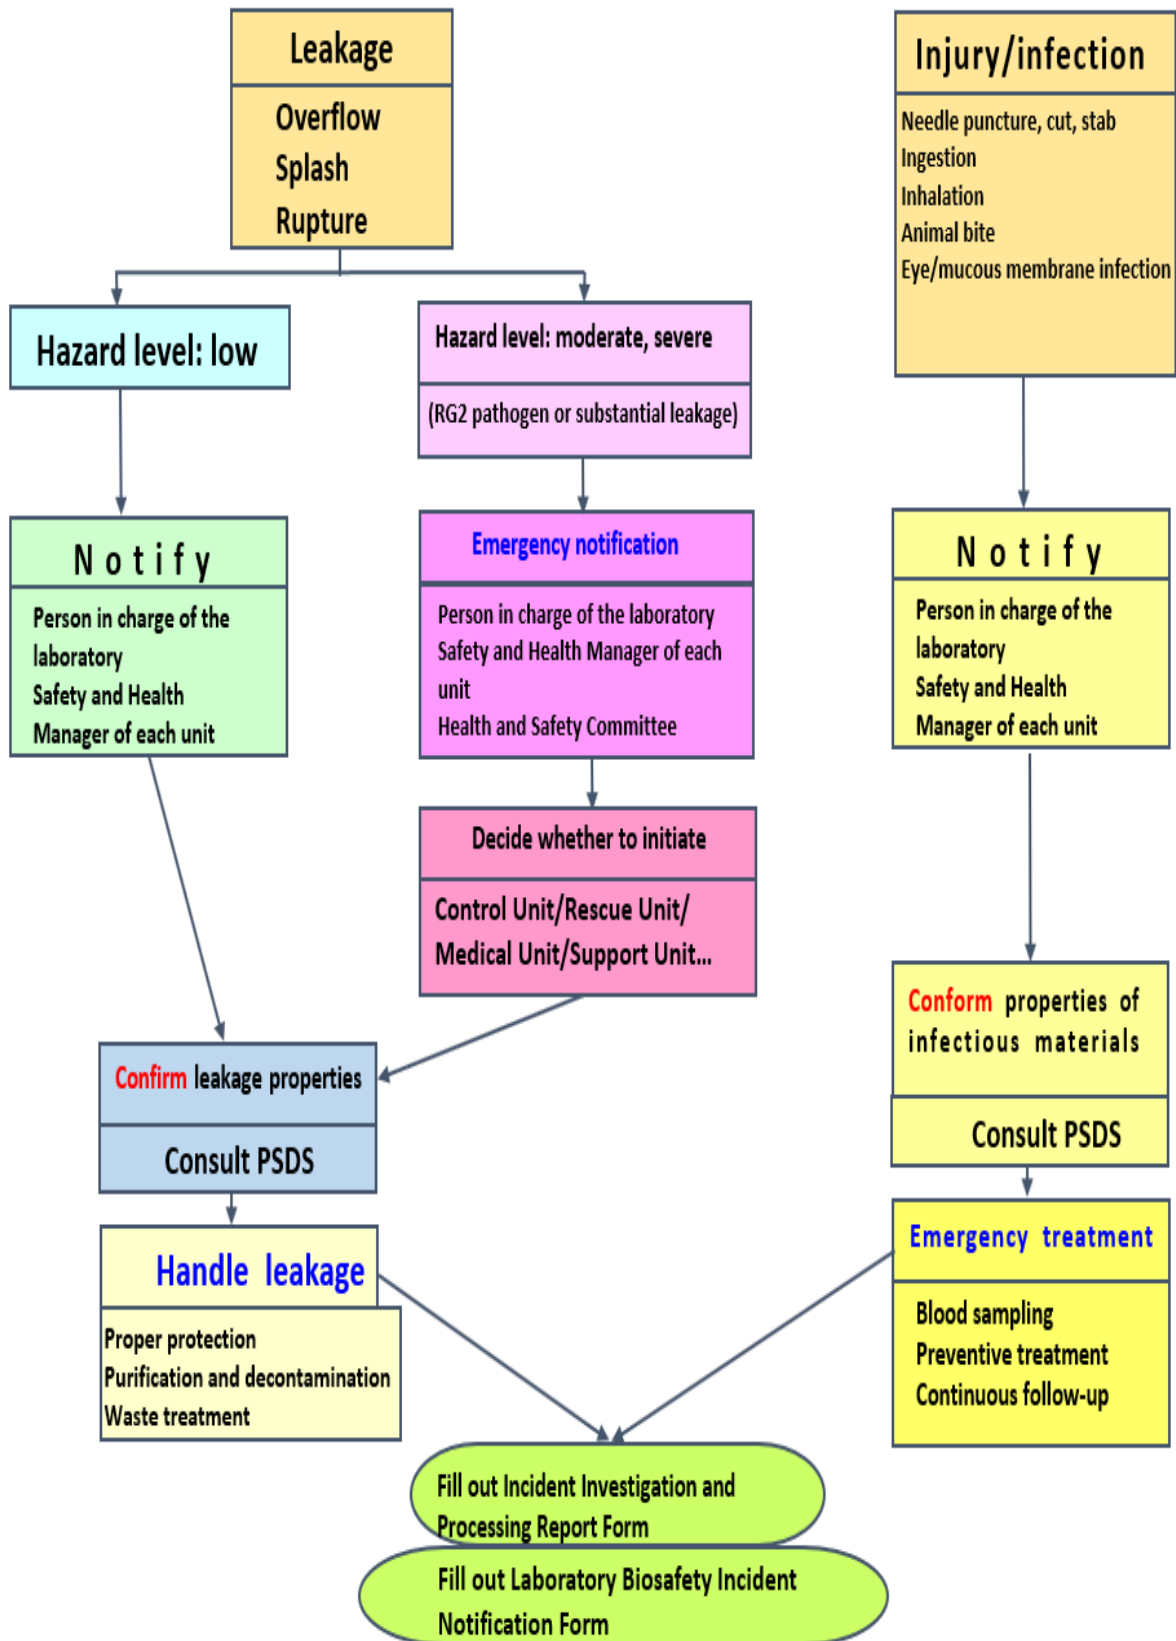 Leakage
Overflow
Splash
Rupture
Injury/infection
Needle puncture, cut, stab
Ingestion
Inhalation
Animal bite
Eye/mucous membrane infection
Hazard level: low
Hazard level: moderate, severe
(RG2 pathogen or substantial leakage)
Notify
Person in charge of the
laboratory
Safety and Health
Manager of each unit
Emergency notification
Person in charge of the laboratory
Safety and Health Manager of each
unit
Health and Safety Committee
Notify
Person in charge of the
laboratory
Safety and Health
Manager of each unit
Decide whether to initiate
Control Unit/Rescue Unit/
Medical Unit/Support Unit...
Confirm leakage properties
Consult PSDS
Conform properties of
infectious materials
Consult PSDS
Handle leakage
Proper protection
Purification and decontamination
Waste treatment
Emergency treatment
Blood sampling
Preventive treatment
Continuous follow-up
Fill out Incident Investigation and
Processing Report Form
Fill out Laboratory Biosafety Incident
Notification Form